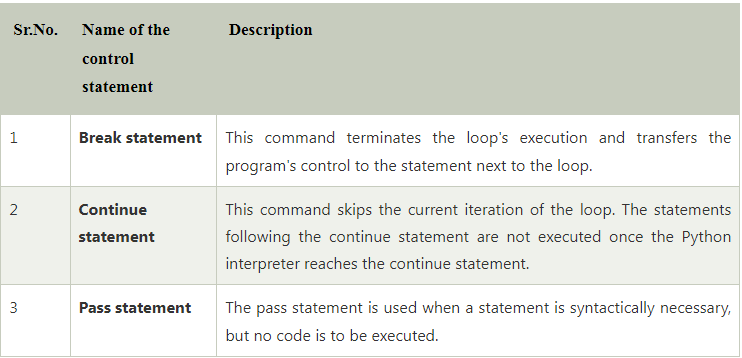 Sr.No. Name of the Description
control
statement
1 Break statement This command terminates the loop's execution and transfers the
program's control to the statement next to the loop.
2 Continue This command skips the current iteration of the loop. The statements
statement following the continue statement are not executed once the Python
interpreter reaches the continue statement.
3 Pass statement The pass statement is used when a statement is syntactically necessary,
but no code is to be executed.